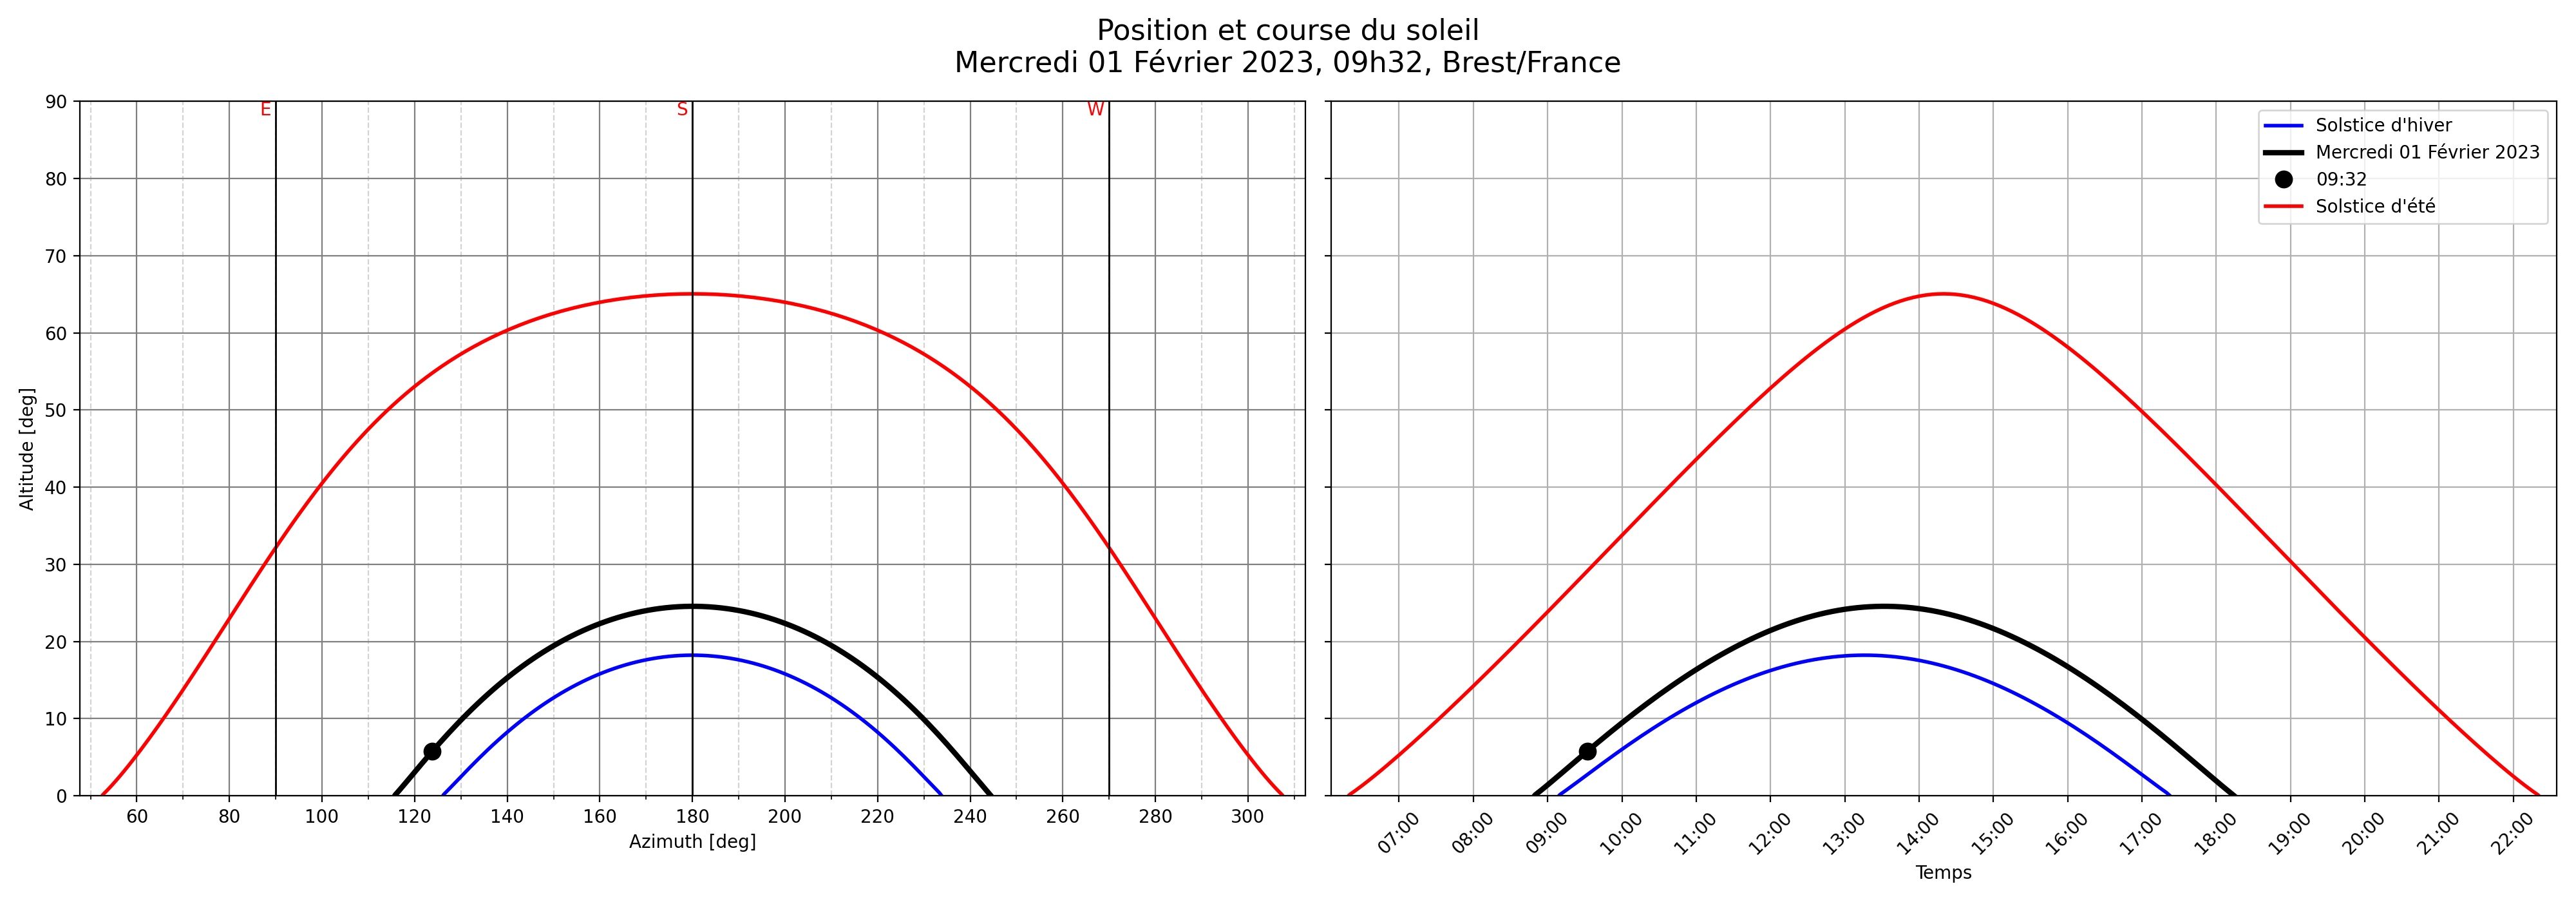 Position et course du soleil
Mercredi 01 Février 2023, 09h32, Brest/France
E
S
W
90
80
70
60
50
40
30
20
10
0
Altitude [deg]
60 80 100 120 140 160 180 200 220 240 260 280 300
Azimuth [deg]
Solstice d'hiver
Mercredi 01 Février 2023
09:32
Solstice d'été
07:00 08:00 09:00 10:00 11:00 12:00 13:00 14:00 15:00 16:00 17:00 18:00 19:00 20:00 21:00 22:00
Temps